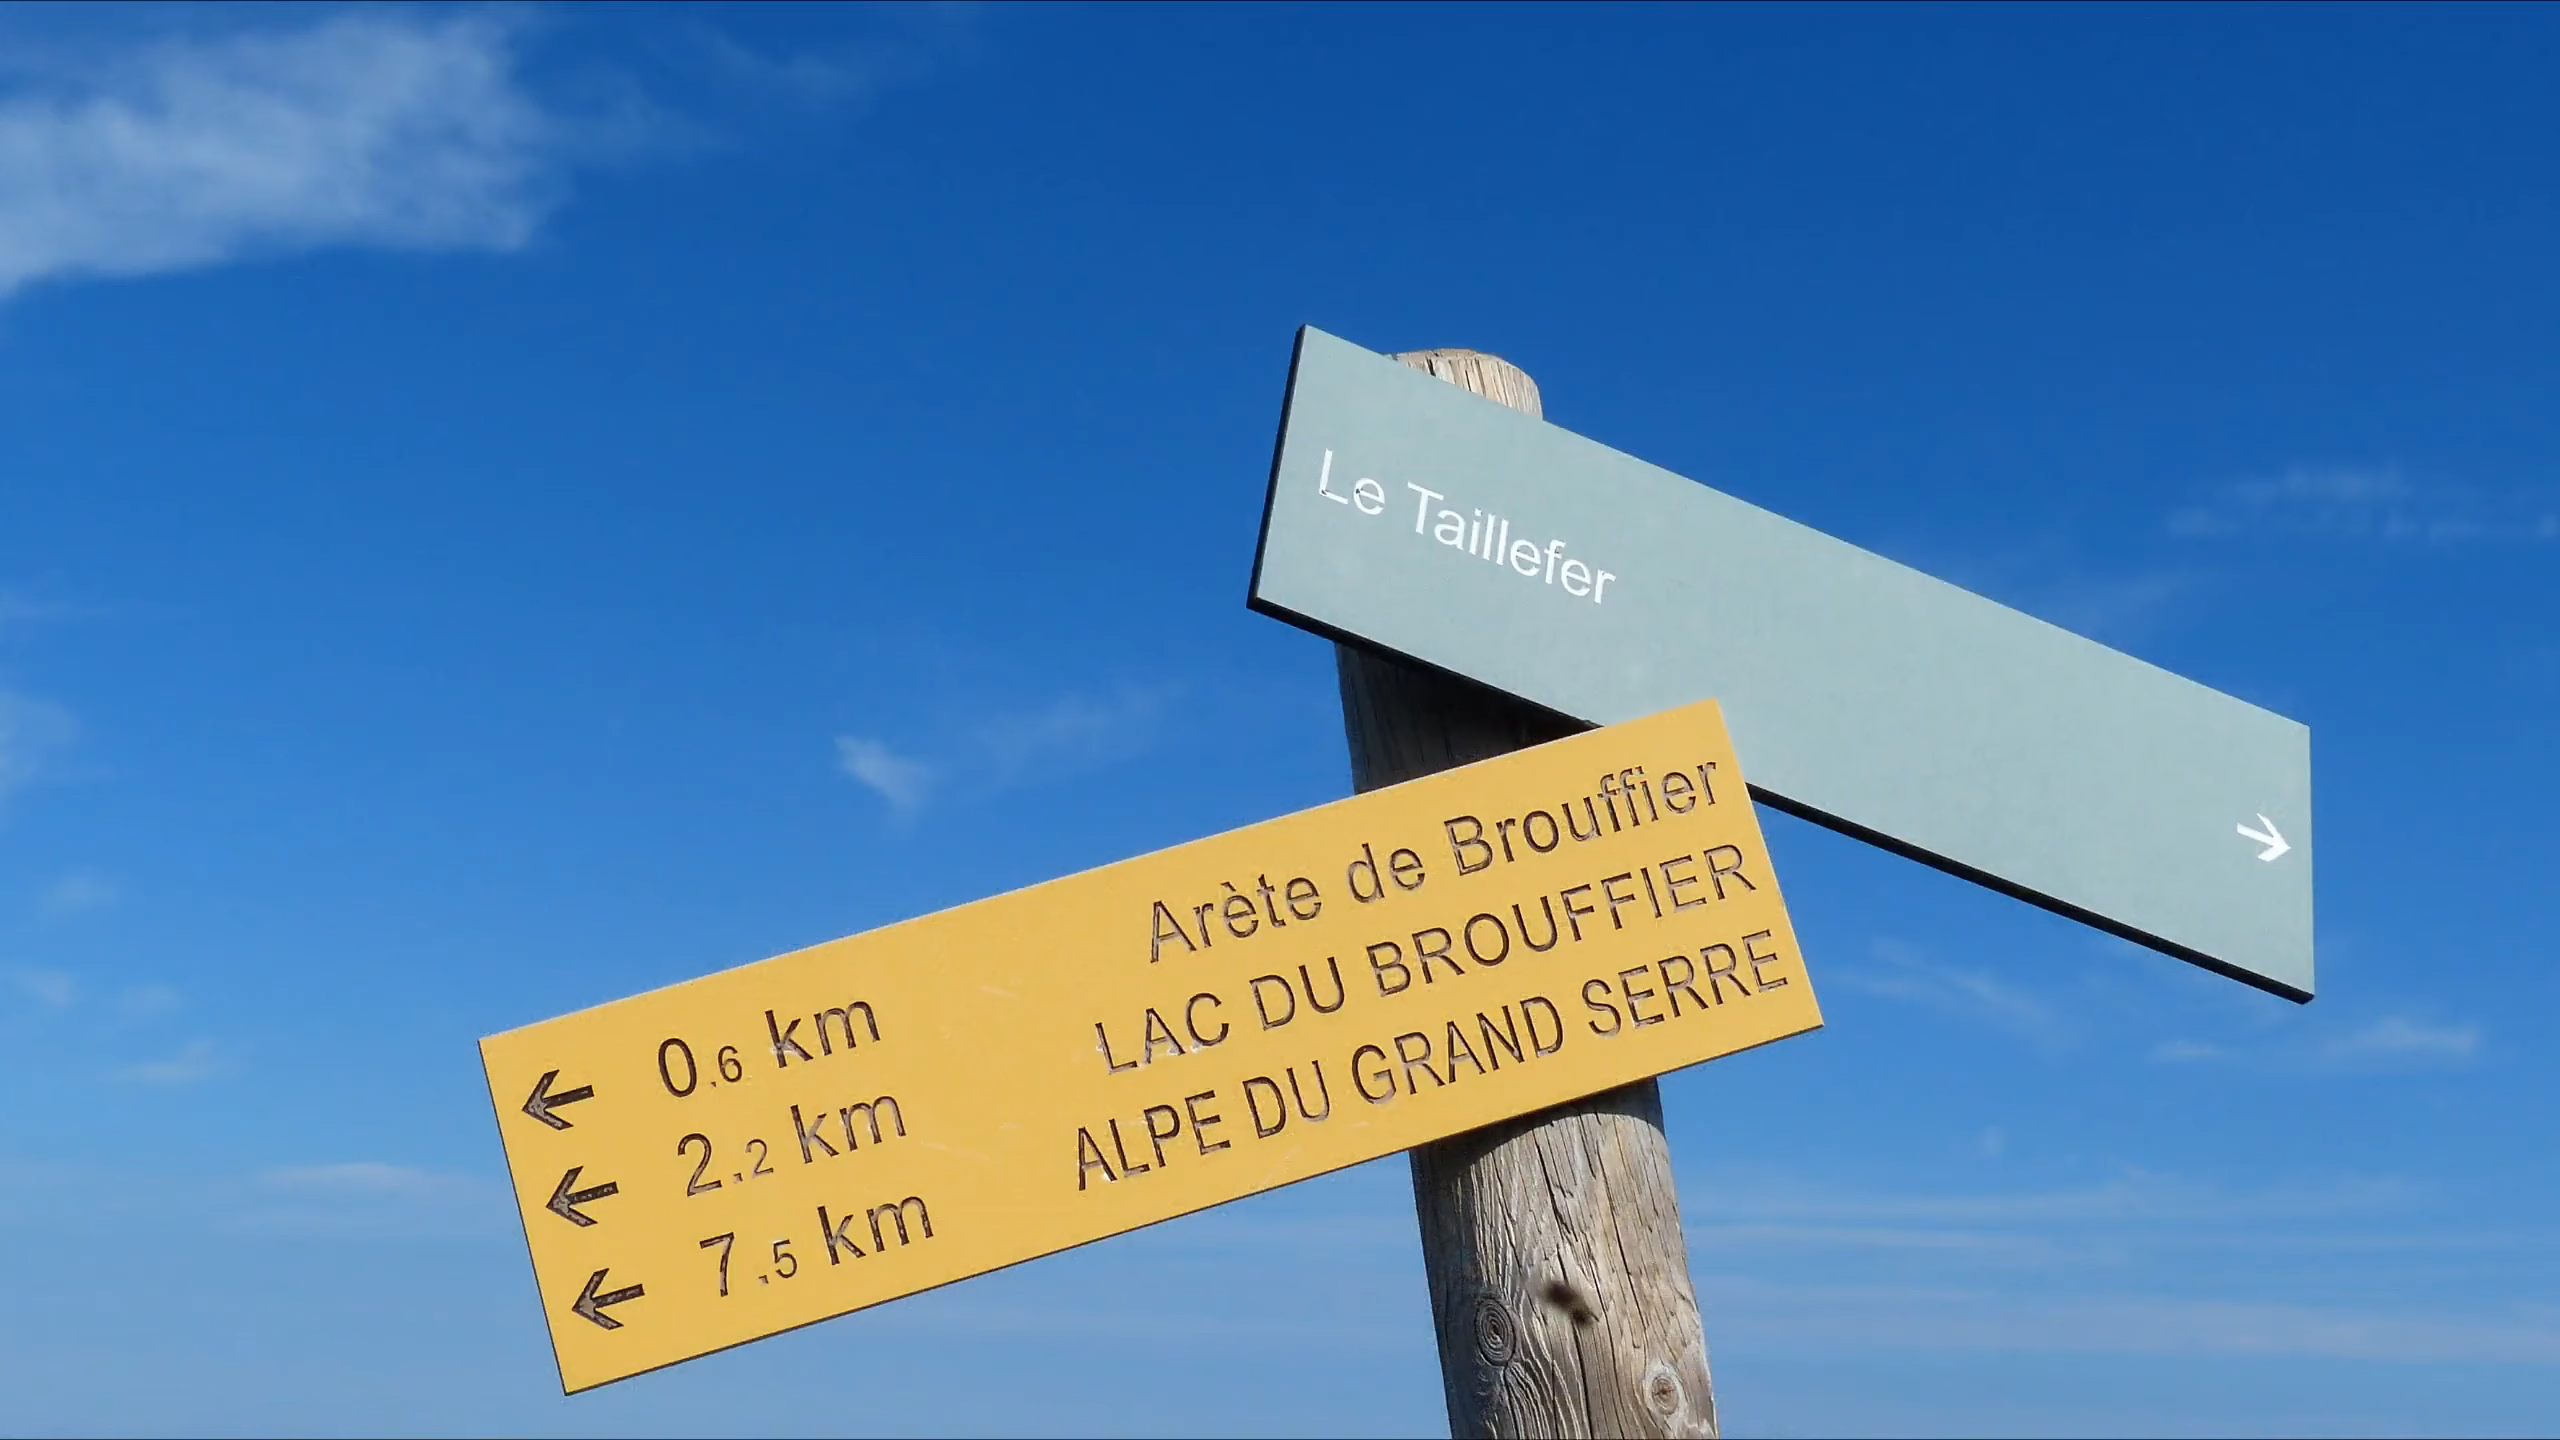 Le Taillefer
→
Arète de Brouffier
LAC DU BROUFFIER
ALPE DU GRAND SERRE
← 0.6 km
← 2.2 km
← 7.5 km